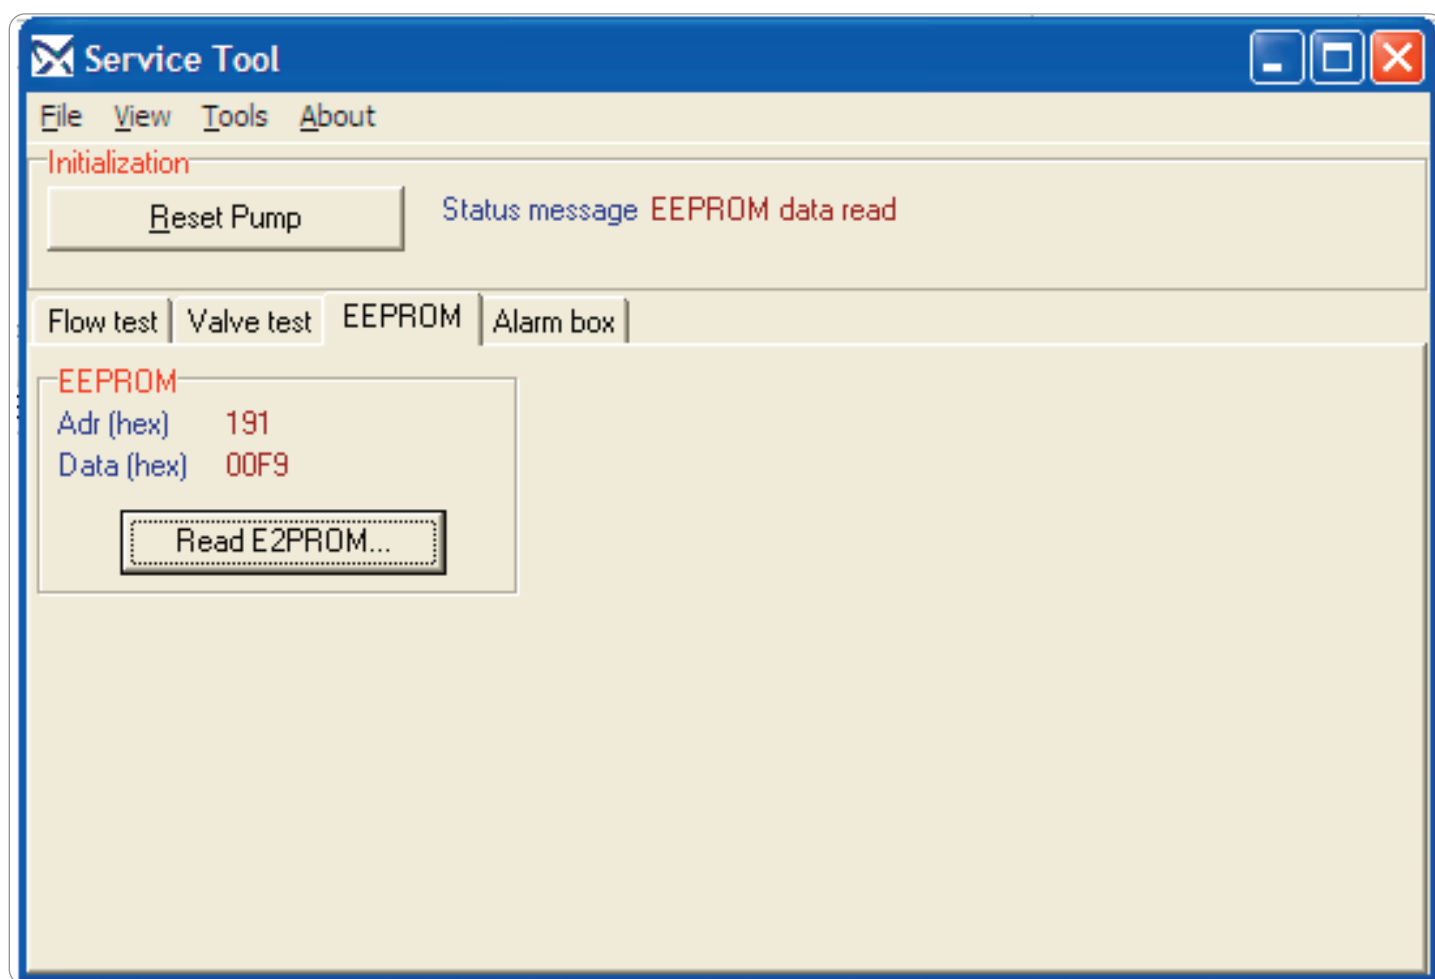 Service Tool
File View Tools About
Initialization
Reset Pump
Status message EEPROM data read
Flow test Valve test EEPROM Alarm box
EEPROM
Adr (hex) 191
Data (hex) 00F9
Read E2PROM...